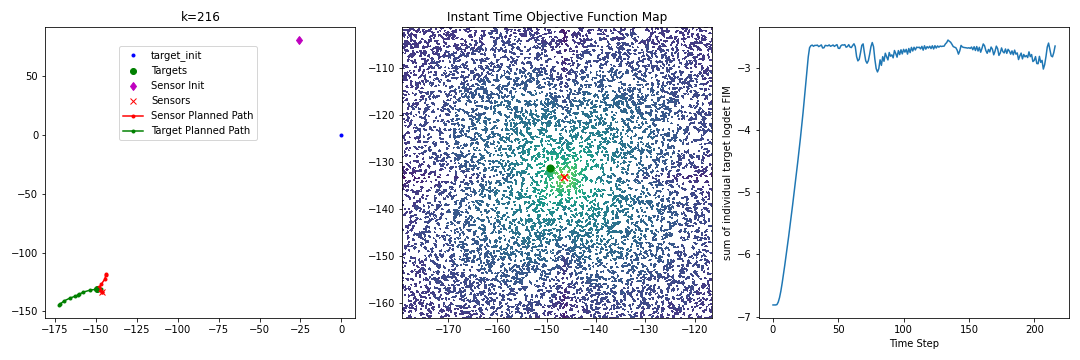 k=216
target_init
Targets
Sensor Init
Sensors
Sensor Planned Path
Target Planned Path
50
0
−50
−100
−150
−175 −150 −125 −100 −75 −50 −25 0
Instant Time Objective Function Map
−110
−120
−130
−140
−150
−160
−170 −160 −150 −140 −130 −120
sum of individual target logdet FIM
−3
−4
−5
−6
−7
0 50 100 150 200
Time Step